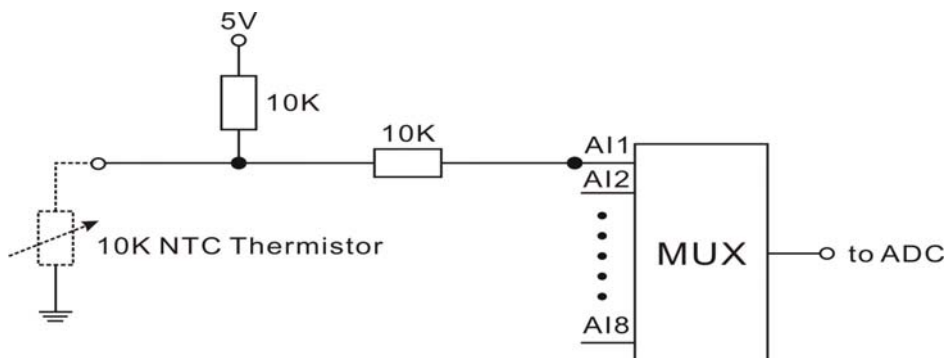 5V
10K
10K
AI1
AI2
10K NTC Thermistor
MUX
to ADC
AI8